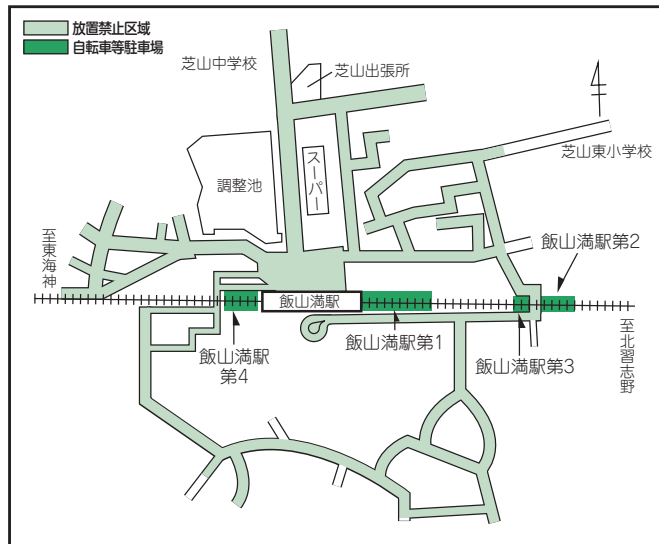 放置禁止区域
自転車等駐車場
芝山中学校
芝山出張所
芝山東小学校
スーパー
調整池
至東海神
飯山満駅第2
飯山満駅
飯山満駅第1
飯山満駅第3
飯山満駅
第4
至北習志野